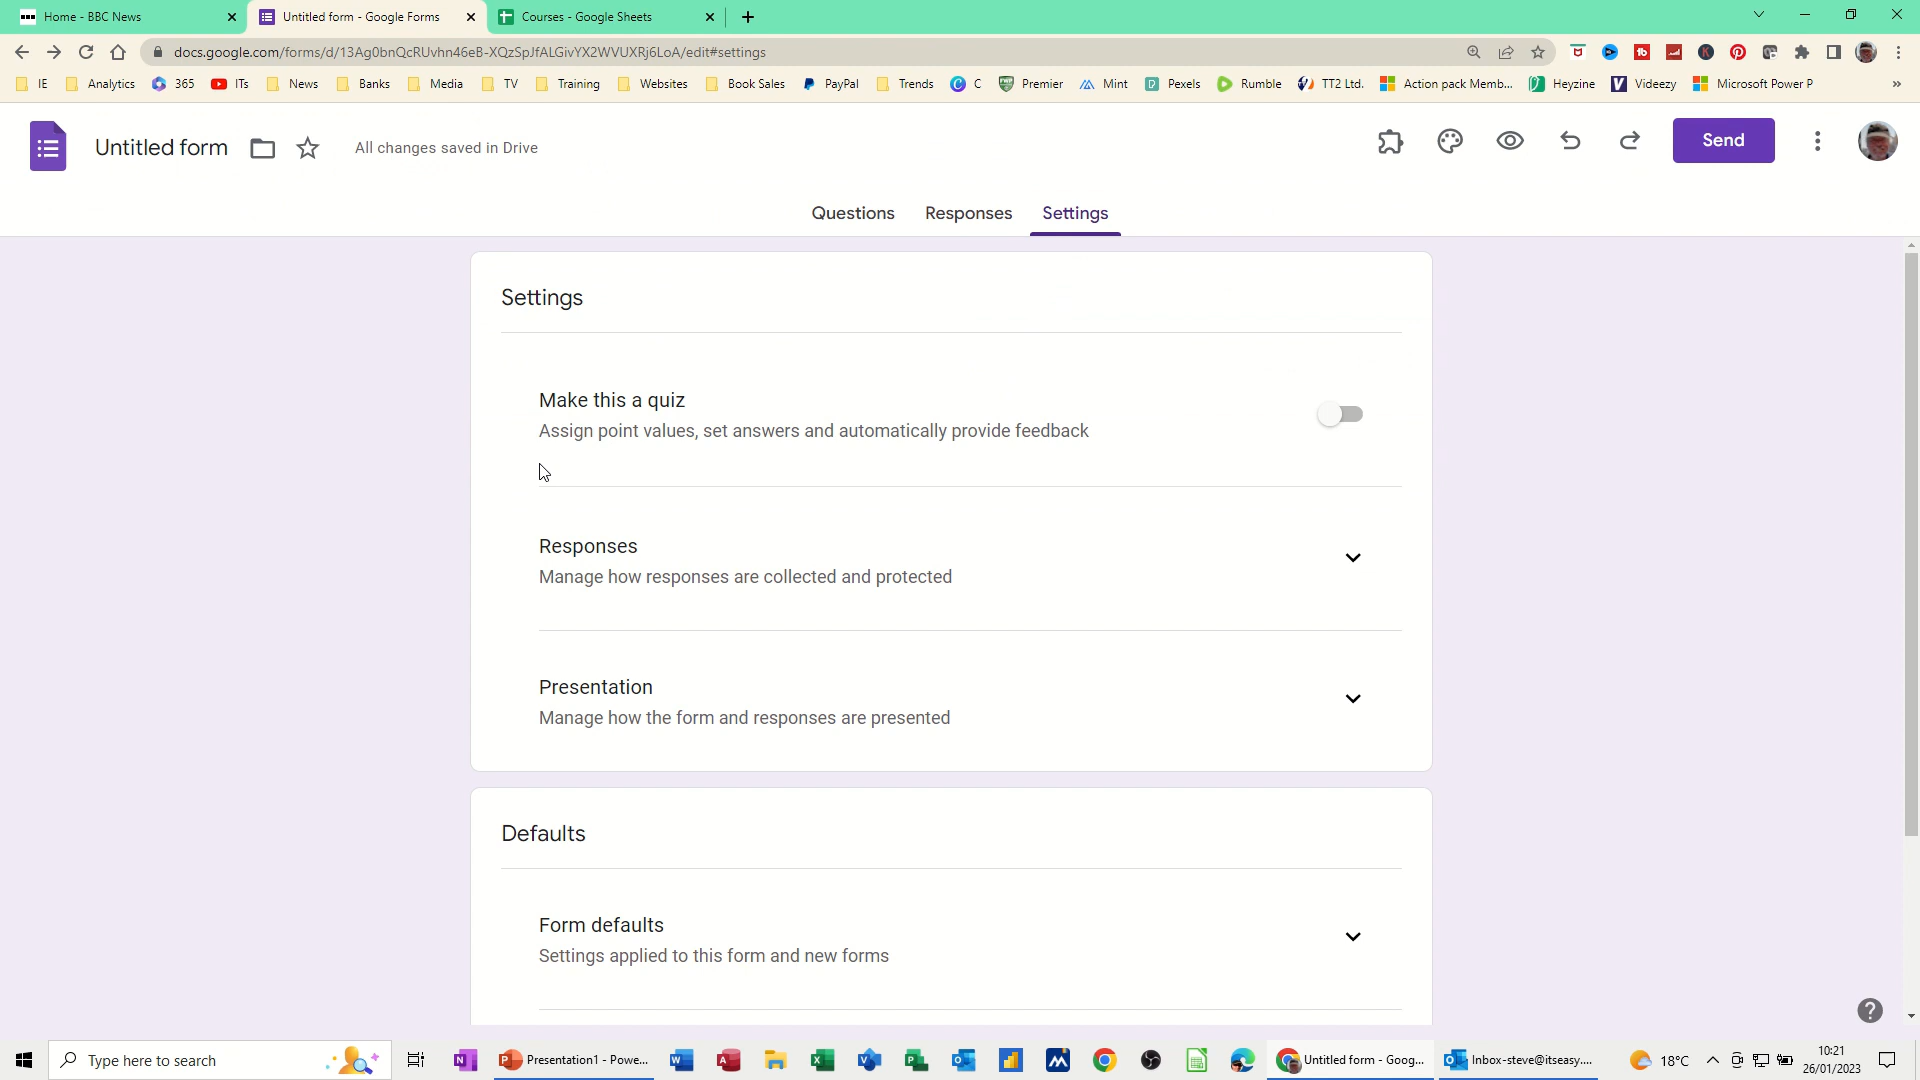 Home - BBC News
Untitled form - Google Forms
Courses - Google Sheets
docs.google.com/forms/d/13Ag0bnQcRUvhn46eB-XQzSpJfALGivYX2WVUXRj6LoA/edit#settings
IE Analytics 365 ITs News Banks Media TV Training Websites Book Sales PayPal Trends C Premier Mint Pexels Rumble TT2 Ltd. Action pack Memb... Heyzine Videezy Microsoft Power P »
Untitled form
All changes saved in Drive
Send
Questions Responses Settings
Settings
Make this a quiz
Assign point values, set answers and automatically provide feedback
Responses
Manage how responses are collected and protected
Presentation
Manage how the form and responses are presented
Defaults
Form defaults
Settings applied to this form and new forms
Type here to search
Presentation1 - Powe...
Untitled form - Goog...
Inbox-steve@itseasy....
18°C
10:21
26/01/2023